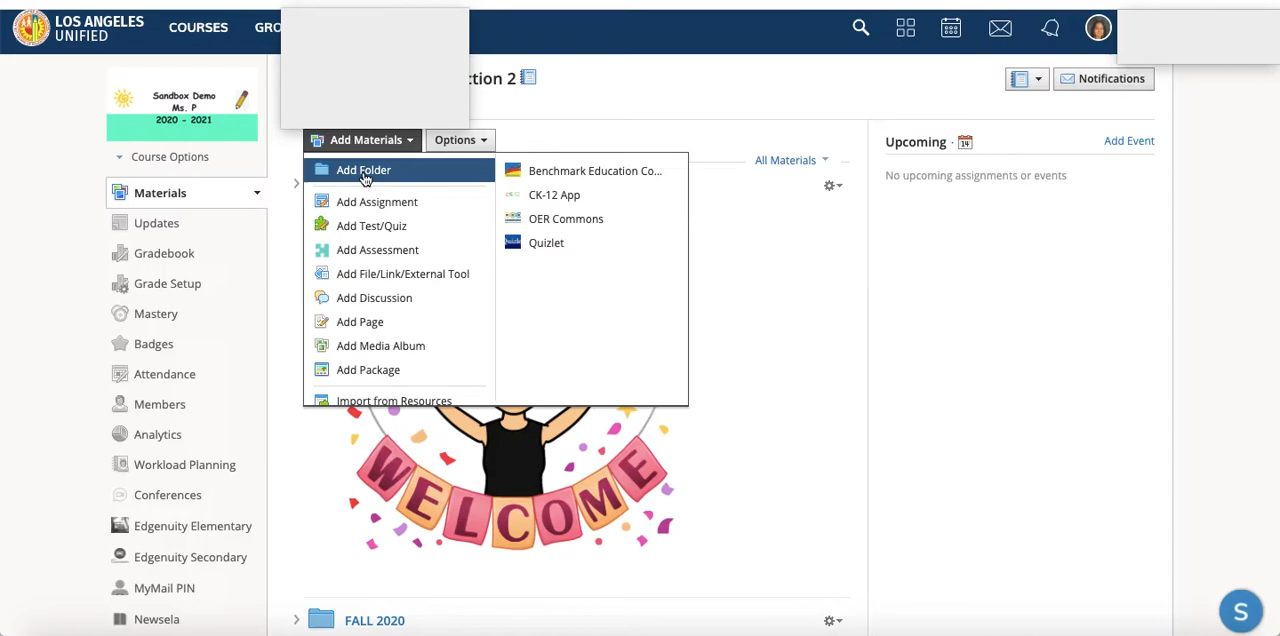 LOS ANGELES
UNIFIED
COURSES
GRO
ction 2
Notifications
Sandbox Demo
Ms. P
2020 - 2021
Course Options
Materials
Updates
Gradebook
Grade Setup
Mastery
Badges
Attendance
Members
Analytics
Workload Planning
Conferences
Edgenuity Elementary
Edgenuity Secondary
MyMail PIN
Newsela
Add Materials
Options
All Materials
Add Folder
Add Assignment
Add Test/Quiz
Add Assessment
Add File/Link/External Tool
Add Discussion
Add Page
Add Media Album
Add Package
Import from Resources
Benchmark Education Co...
CK-12 App
OER Commons
Quizlet
WELCOME
FALL 2020
Upcoming
14
Add Event
No upcoming assignments or events
S